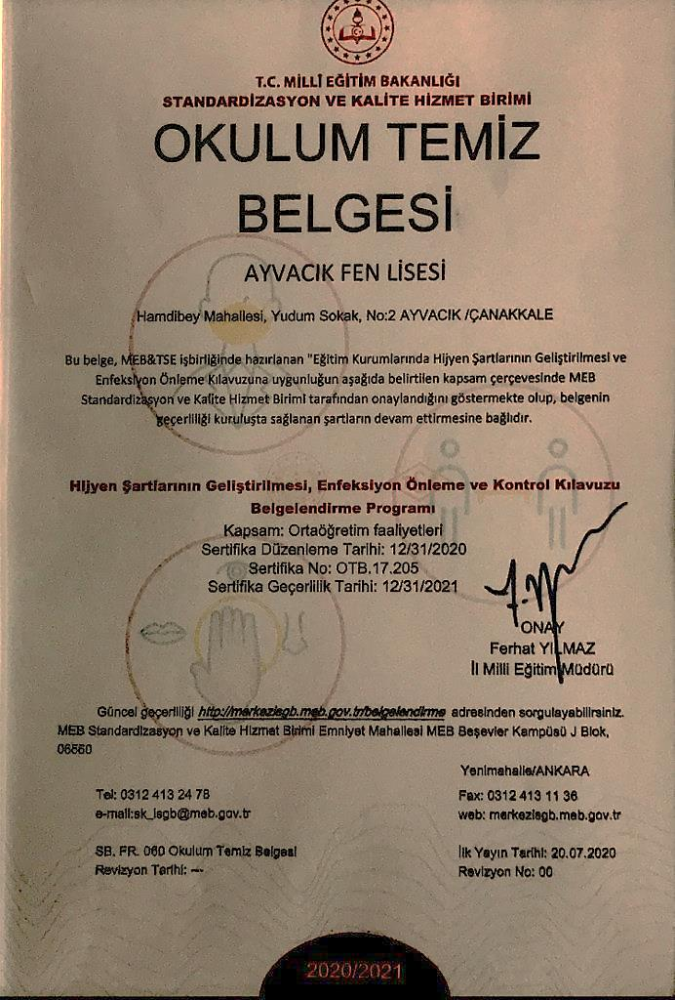 T.C. MİLLÎ EĞİTİM BAKANLIĞI
STANDARDİZASYON VE KALİTE HİZMET BİRİMİ
OKULUM TEMİZ
BELGESİ
AYVACIK FEN LİSESİ
Hamdibey Mahallesi, Yudum Sokak, No:2 AYVACIK /ÇANAKKALE
Bu belge, MEB&TSE işbirliğinde hazırlanan "Eğitim Kurumlarında Hijyen Şartlarının Geliştirilmesi ve
Enfeksiyon Önleme Kılavuzuna uygunluğun aşağıda belirtilen kapsam çerçevesinde MEB
Standardizasyon ve Kalite Hizmet Birimi tarafından onaylandığını göstermekte olup, belgenin
geçerliliği kuruluşta sağlanan şartların devam ettirmesine bağlıdır.
Hijyen Şartlarının Geliştirilmesi, Enfeksiyon Önleme ve Kontrol Kılavuzu
Belgelendirme Programı
Kapsam: Ortaöğretim faaliyetleri
Sertifika Düzenleme Tarihi: 12/31/2020
Sertifika No: OTB.17.205
Sertifika Geçerlilik Tarihi: 12/31/2021
ONAY
Ferhat YILMAZ
İl Milli Eğitim Müdürü
Güncel geçerliliği http://merkezisgb.meb.gov.tr/belgelendirme adresinden sorgulayabilirsiniz.
MEB Standardizasyon ve Kalite Hizmet Birimi Emniyet Mahallesi MEB Beşevler Kampüsü J Blok,
06560
Yenimahalle/ANKARA
Tel: 0312 413 24 78
Fax: 0312 413 11 36
e-mail:sk_isgb@meb.gov.tr
web: merkezisgb.meb.gov.tr
SB. FR. 060 Okulum Temiz Belgesi
İlk Yayın Tarihi: 20.07.2020
Revizyon Tarihi: ---
Revizyon No: 00
2020/2021